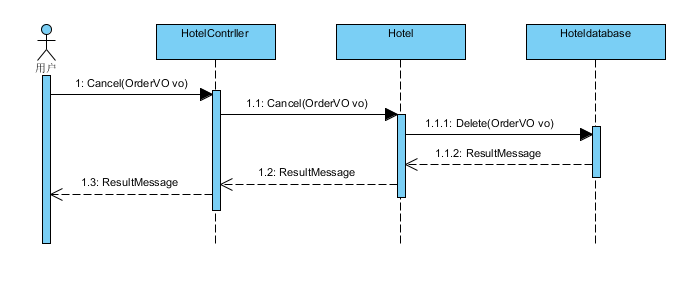 HotelContrller
Hotel
Hoteldatabase
用户
1: Cancel(OrderVO vo)
1.1: Cancel(OrderVO vo)
1.1.1: Delete(OrderVO vo)
1.1.2: ResultMessage
1.2: ResultMessage
1.3: ResultMessage